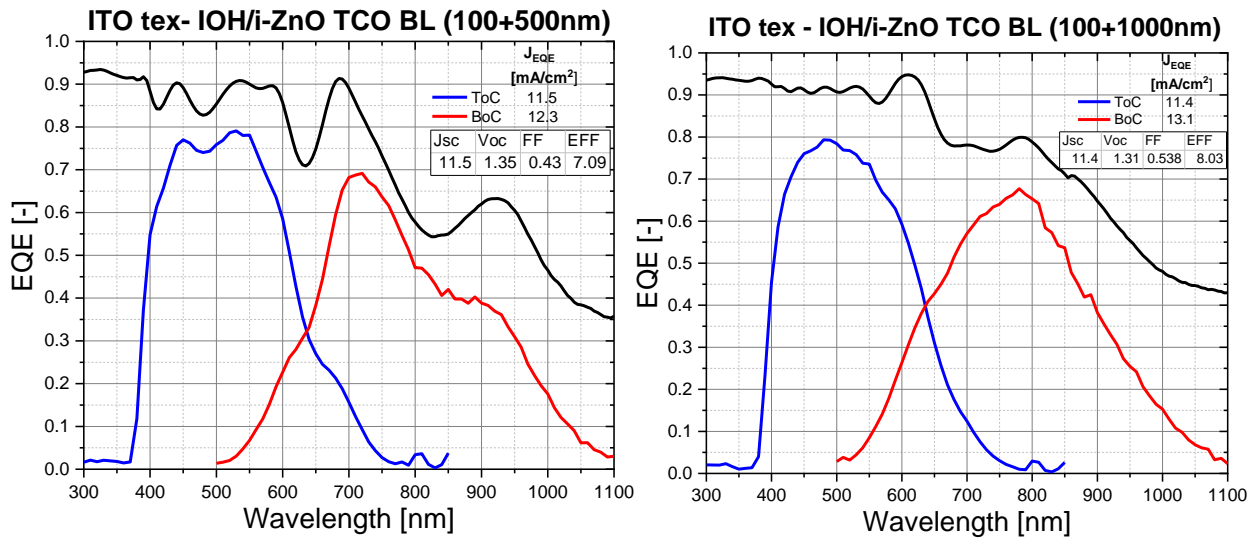 ITO tex- IOH/i-ZnO TCO BL (100+500nm)
1.0
0.9
0.8
0.7
0.6
0.5
0.4
0.3
0.2
0.1
0.0
EQE [-]
J_EQE
[mA/cm²]
ToC 11.5
BoC 12.3
Jsc Voc FF EFF
11.5 1.35 0.43 7.09
300 400 500 600 700 800 900 1000 1100
Wavelength [nm]
ITO tex - IOH/i-ZnO TCO BL (100+1000nm)
1.0
0.9
0.8
0.7
0.6
0.5
0.4
0.3
0.2
0.1
0.0
EQE [-]
J_EQE
[mA/cm²]
ToC 11.4
BoC 13.1
Jsc Voc FF EFF
11.4 1.31 0.538 8.03
300 400 500 600 700 800 900 1000 1100
Wavelength [nm]